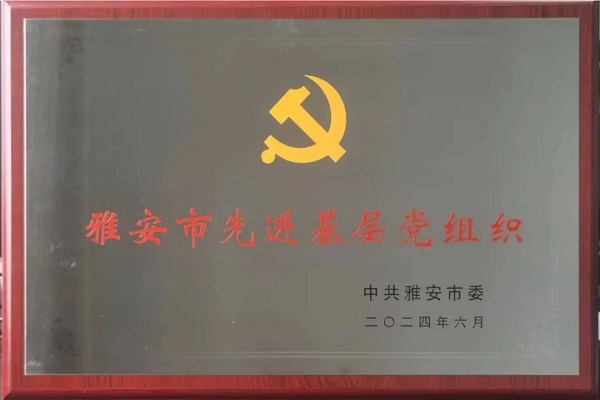 雅安市先进基层党组织
中共雅安市委
二〇二四年六月